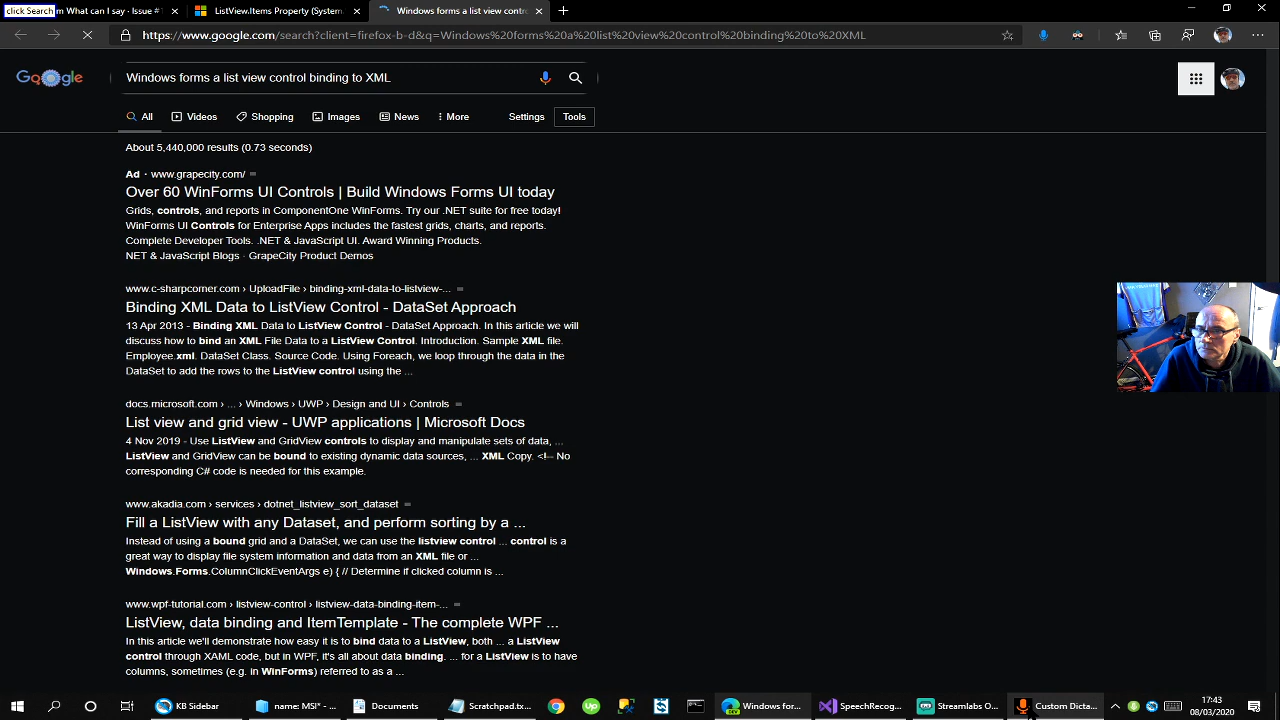 click Search
m What can I say · Issue #1
ListView.Items Property (System.
Windows forms a list view contro
https://www.google.com/search?client=firefox-b-d&q=Windows%20forms%20a%20list%20view%20control%20binding%20to%20XML
Google
Windows forms a list view control binding to XML
All
Videos
Shopping
Images
News
More
Settings
Tools
About 5,440,000 results (0.73 seconds)
Ad · www.grapecity.com/
Over 60 WinForms UI Controls | Build Windows Forms UI today
Grids, controls, and reports in ComponentOne WinForms. Try our .NET suite for free today!
WinForms UI Controls for Enterprise Apps includes the fastest grids, charts, and reports.
Complete Developer Tools. .NET & JavaScript UI. Award Winning Products.
NET & JavaScript Blogs · GrapeCity Product Demos
www.c-sharpcorner.com › UploadFile › binding-xml-data-to-listview-...
Binding XML Data to ListView Control - DataSet Approach
13 Apr 2013 - Binding XML Data to ListView Control - DataSet Approach. In this article we will
discuss how to bind an XML File Data to a ListView Control. Introduction. Sample XML file.
Employee.xml. DataSet Class. Source Code. Using Foreach, we loop through the data in the
DataSet to add the rows to the ListView control using the ...
docs.microsoft.com › ... › Windows › UWP › Design and UI › Controls
List view and grid view - UWP applications | Microsoft Docs
4 Nov 2019 - Use ListView and GridView controls to display and manipulate sets of data, ...
ListView and GridView can be bound to existing dynamic data sources, ... XML Copy. <!-- No
corresponding C# code is needed for this example.
www.akadia.com › services › dotnet_listview_sort_dataset
Fill a ListView with any Dataset, and perform sorting by a ...
Instead of using a bound grid and a DataSet, we can use the listview control ... control is a
great way to display file system information and data from an XML file or ...
Windows.Forms.ColumnClickEventArgs e) { // Determine if clicked column is ...
www.wpf-tutorial.com › listview-control › listview-data-binding-item-...
ListView, data binding and ItemTemplate - The complete WPF ...
In this article we'll demonstrate how easy it is to bind data to a ListView, both ... a ListView
control through XAML code, but in WPF, it's all about data binding. ... for a ListView is to have
columns, sometimes (e.g. in WinForms) referred to as a ...
KB Sidebar
name: MS!* - ...
Documents
Scratchpad.tx...
Up
DEV
Windows for...
SpeechRecog...
Streamlabs O...
Custom Dicta...
17:43
08/03/2020